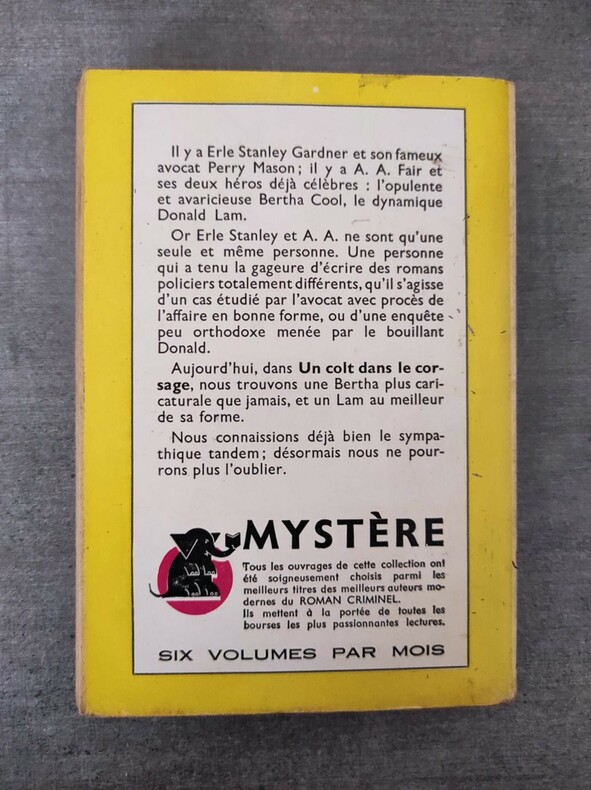 Il y a Erle Stanley Gardner et son fameux
avocat Perry Mason ; il y a A. A. Fair et
ses deux héros déjà célèbres : l'opulente
et avaricieuse Bertha Cool, le dynamique
Donald Lam.
Or Erle Stanley et A. A. ne sont qu'une
seule et même personne. Une personne
qui a tenu la gageure d'écrire des romans
policiers totalement différents, qu'il s'agisse
d'un cas étudié par l'avocat avec procès de
l'affaire en bonne forme, ou d'une enquête
peu orthodoxe menée par le bouillant
Donald.
Aujourd'hui, dans Un colt dans le cor-
sage, nous trouvons une Bertha plus cari-
caturale que jamais, et un Lam au meilleur
de sa forme.
Nous connaissions déjà bien le sympa-
thique tandem ; désormais nous ne pour-
rons plus l'oublier.
MYSTÈRE
Tous les ouvrages de cette collection ont
été soigneusement choisis parmi les
meilleurs titres des meilleurs auteurs mo-
dernes du ROMAN CRIMINEL.
Ils mettent à la portée de toutes les
bourses les plus passionnantes lectures.
SIX VOLUMES PAR MOIS